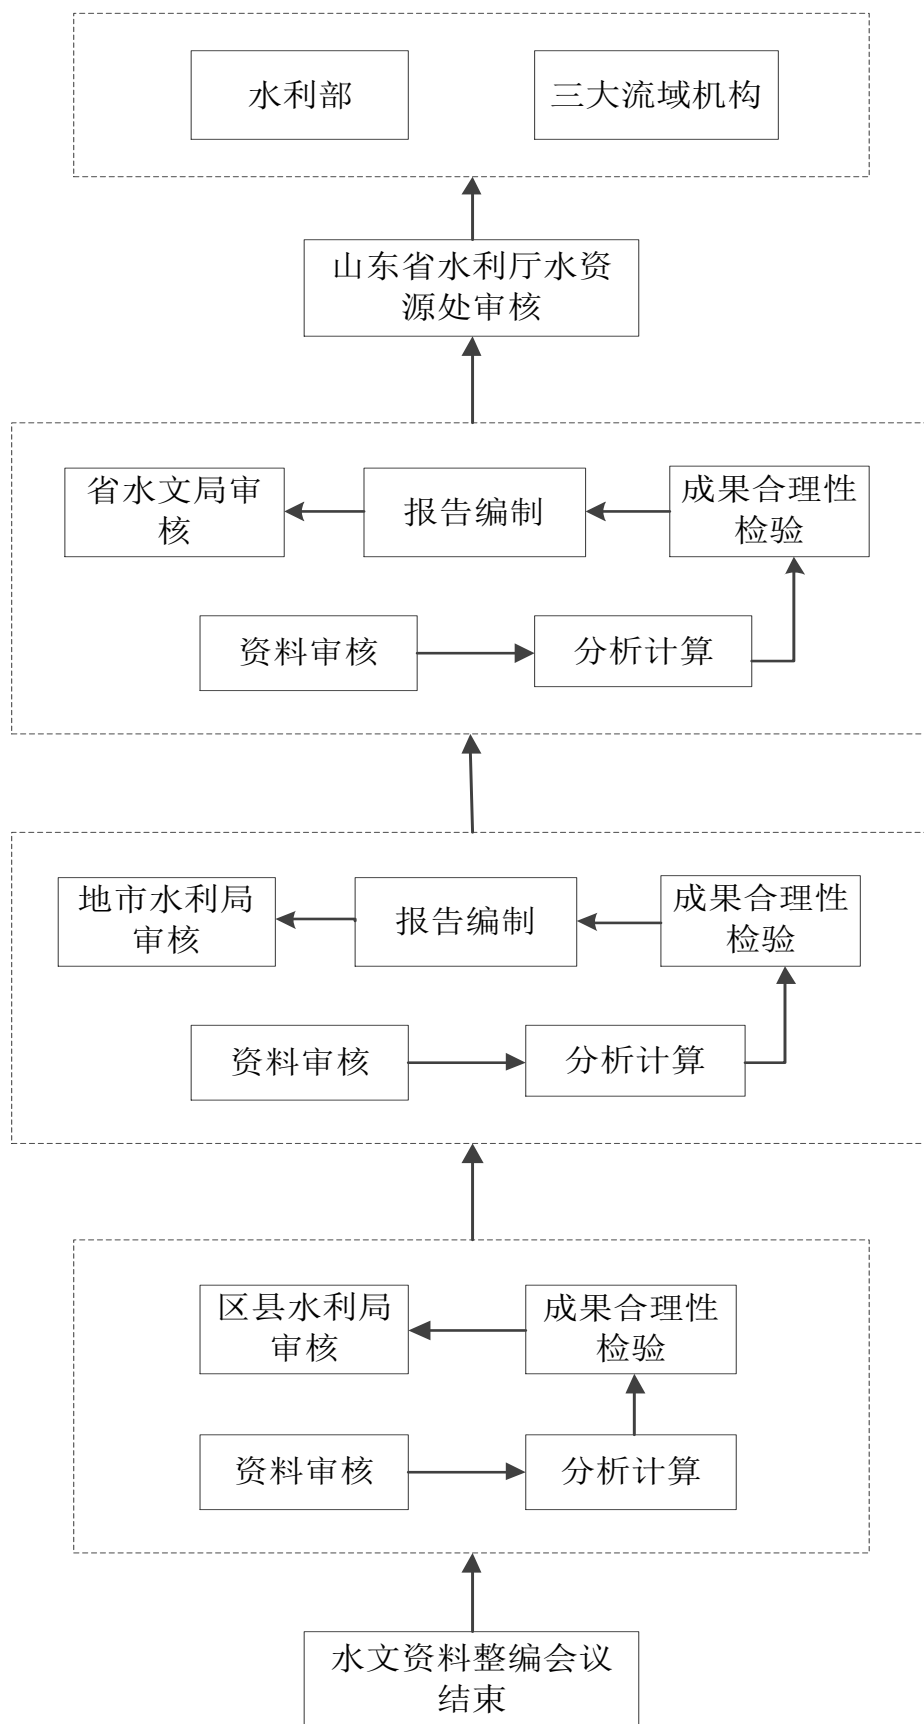 水利部
三大流域机构
山东省水利厅水资
源处审核
省水文局审
核
报告编制
成果合理性
检验
资料审核
分析计算
地市水利局
审核
报告编制
成果合理性
检验
资料审核
分析计算
区县水利局
审核
成果合理性
检验
资料审核
分析计算
水文资料整编会议
结束